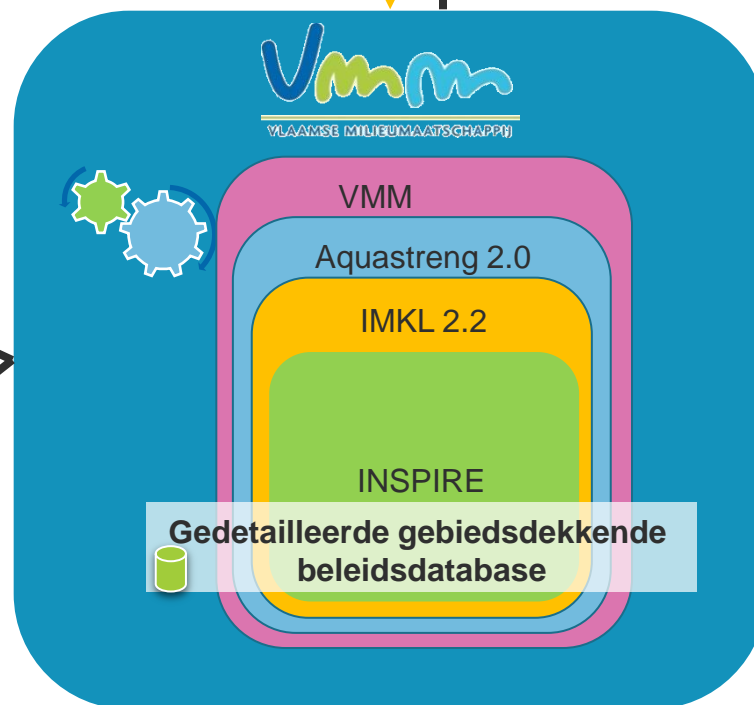 Vmm
VLAAMSE MILIEUMAATSCHAPPIJ
VMM
Aquastreng 2.0
IMKL 2.2
INSPIRE
Gedetailleerde gebiedsdekkende
beleidsdatabase